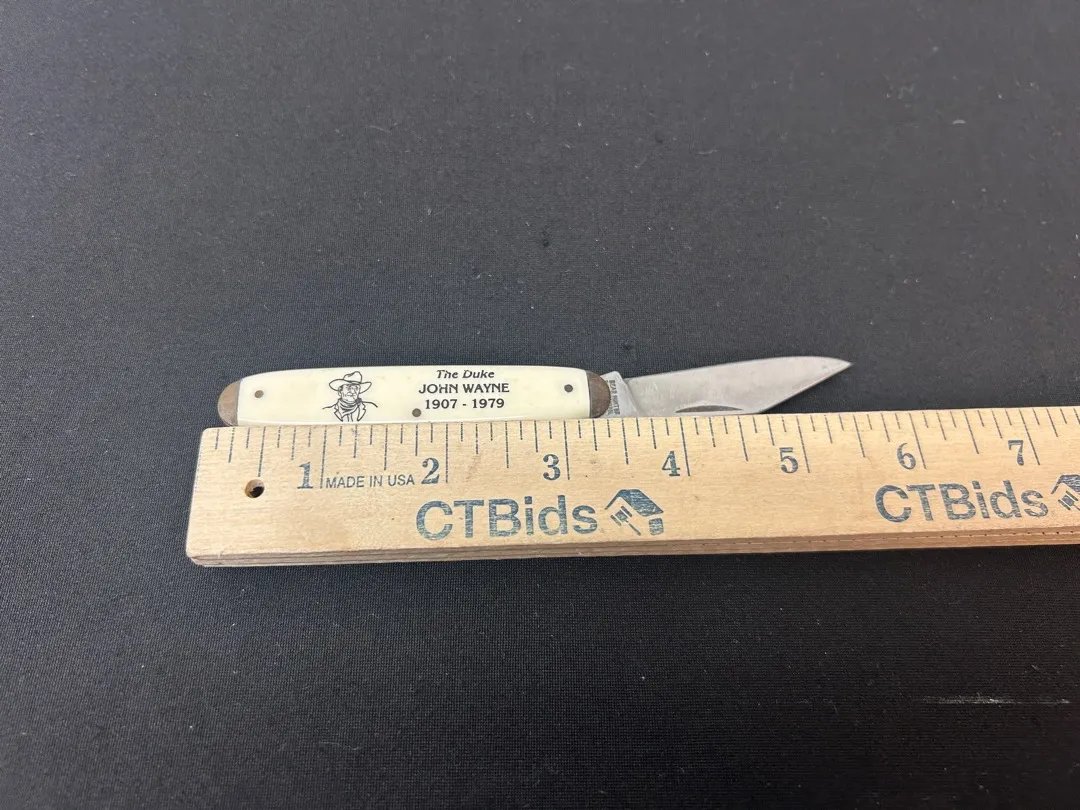 The Duke
JOHN WAYNE
1907 - 1979
1 MADE IN USA 2 3 4 5 6 7
CTBids CTBids